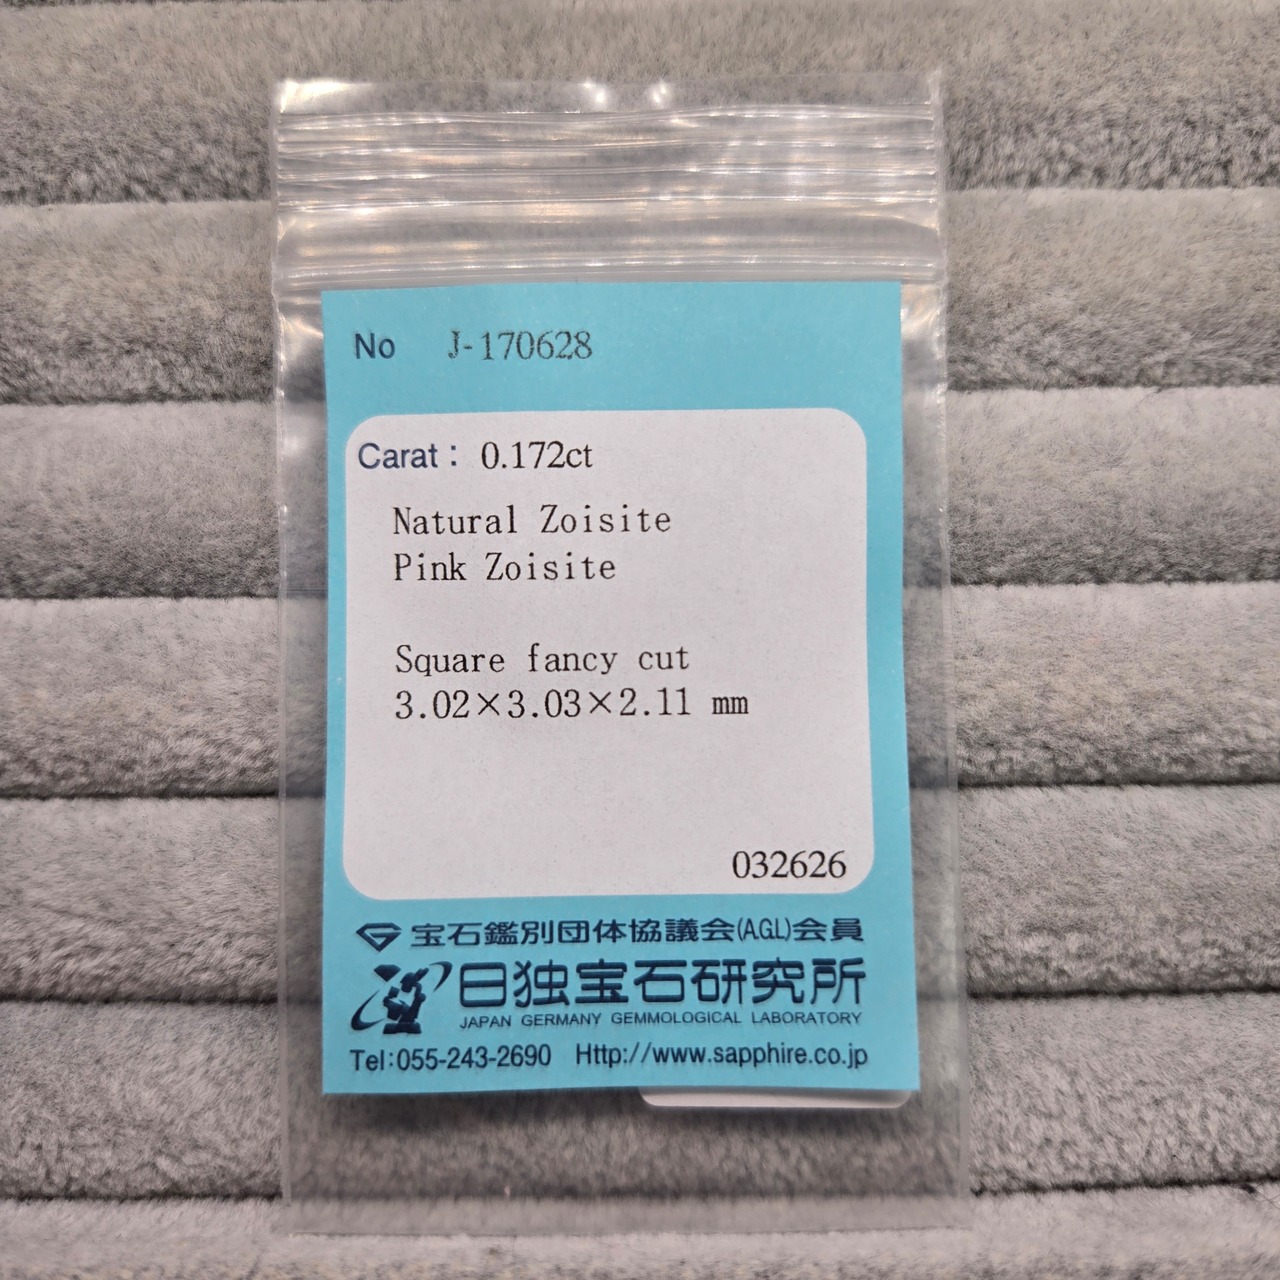 No J-170628
Carat: 0.172ct
Natural Zoisite
Pink Zoisite
Square fancy cut
3.02×3.03×2.11 mm
032626
宝石鑑別団体協議会(AGL)会員
日独宝石研究所
JAPAN GERMANY GEMMOLOGICAL LABORATORY
Tel:055-243-2690 Http://www.sapphire.co.jp